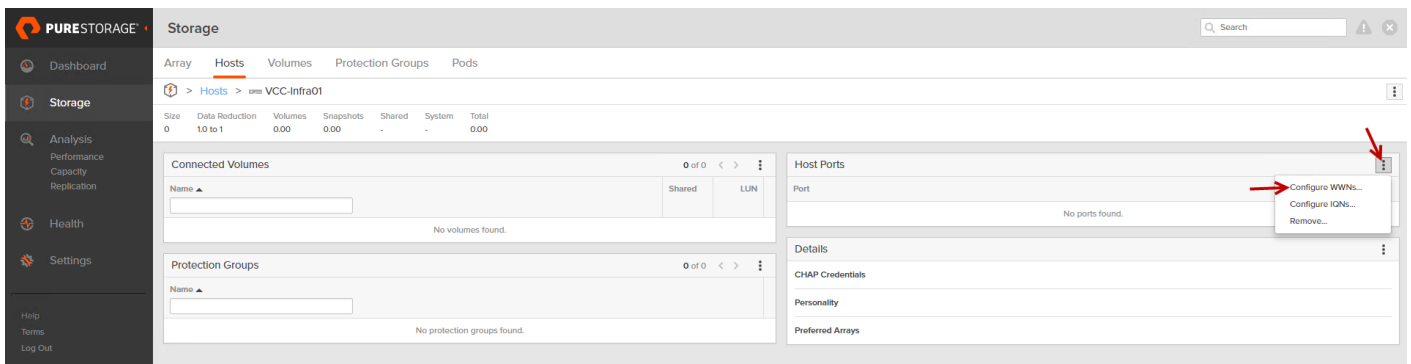 PURESTORAGE®
Storage
Search
Dashboard
Storage
Analysis
Performance
Capacity
Replication
Health
Settings
Help
Terms
Log Out
Array Hosts Volumes Protection Groups Pods
> Hosts > VCC-Infra01
Size Data Reduction Volumes Snapshots Shared System Total
0 1.0 to 1 0.00 0.00 - - 0.00
Connected Volumes 0 of 0 < >
Name Shared LUN
No volumes found.
Protection Groups 0 of 0 < >
Name
No protection groups found.
Host Ports
Port
No ports found.
Configure WWNs...
Configure IQNs...
Remove...
Details
CHAP Credentials
Personality
Preferred Arrays